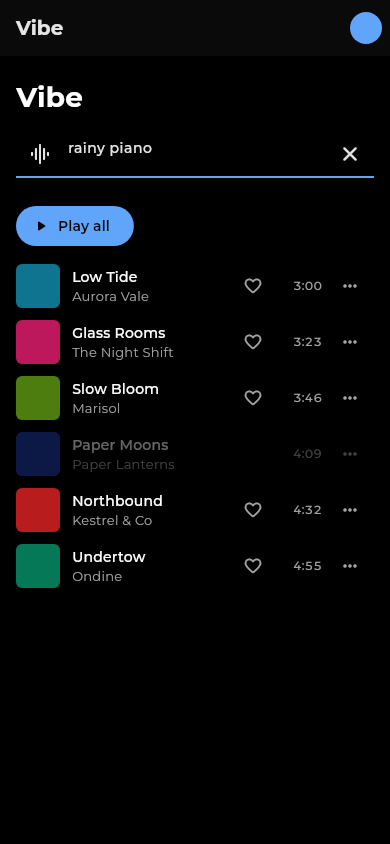 Vibe
Vibe
rainy piano
Play all
Low Tide
Aurora Vale
3:00
Glass Rooms
The Night Shift
3:23
Slow Bloom
Marisol
3:46
Paper Moons
Paper Lanterns
4:09
Northbound
Kestrel & Co
4:32
Undertow
Ondine
4:55